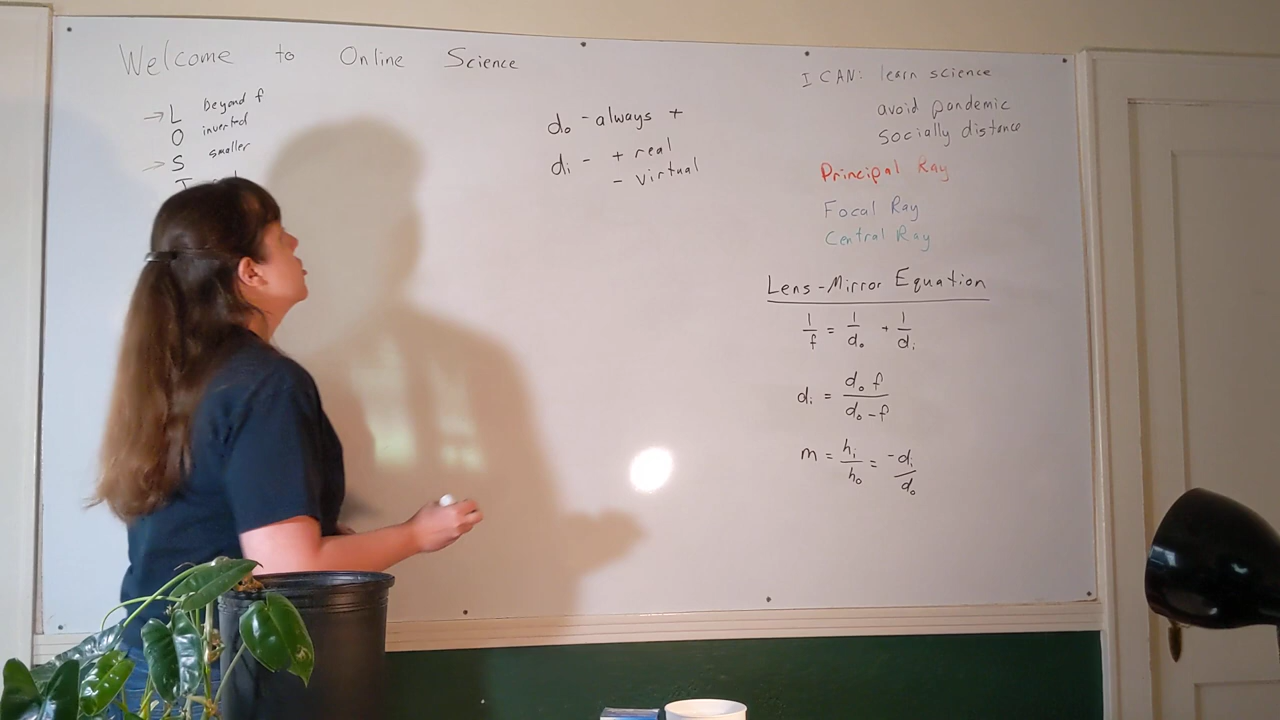 Welcome to Online Science
→ L Beyond f
O inverted
→ S smaller
do - always +
di - + real
- virtual
I CAN: learn science
avoid pandemic
socially distance
Principal Ray
Focal Ray
Central Ray
Lens-Mirror Equation
1/f = 1/do + 1/di
di = do f / do - f
m = hi/ho = -di/do